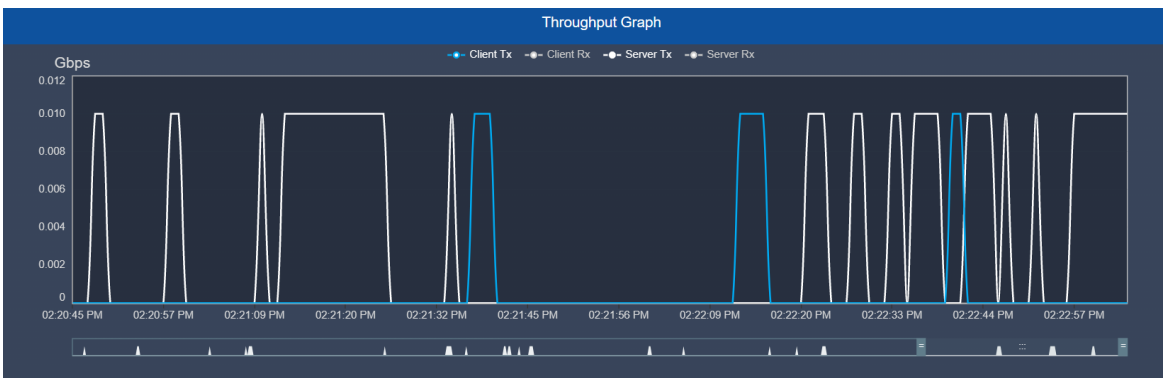 Throughput Graph
Client Tx Client Rx Server Tx Server Rx
Gbps
0.012
0.010
0.008
0.006
0.004
0.002
0
02:20:45 PM 02:20:57 PM 02:21:09 PM 02:21:20 PM 02:21:32 PM 02:21:45 PM 02:21:56 PM 02:22:09 PM 02:22:20 PM 02:22:33 PM 02:22:44 PM 02:22:57 PM